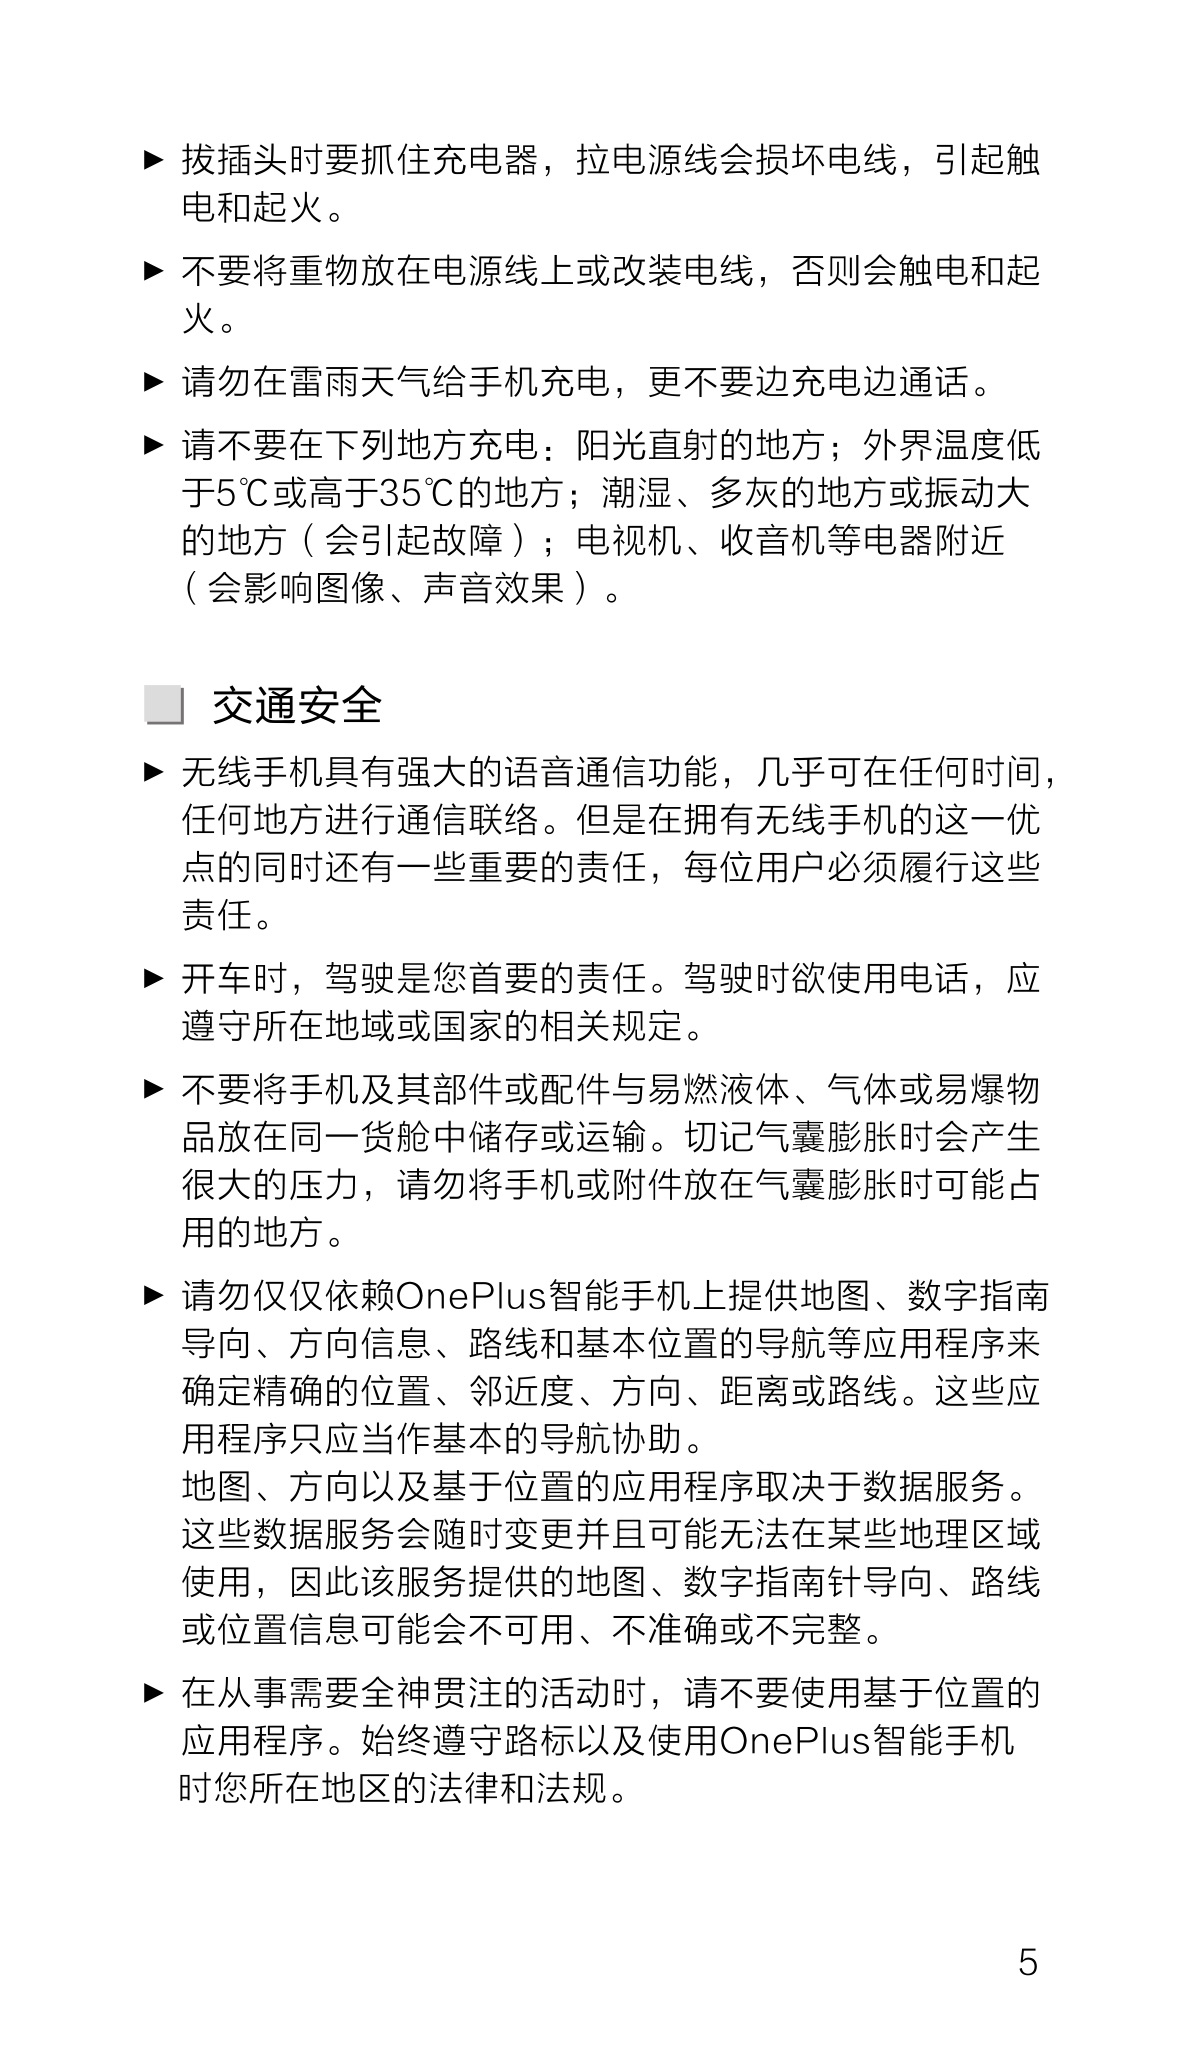 ► 拔插头时要抓住充电器，拉电源线会损坏电线，引起触
电和起火。
► 不要将重物放在电源线上或改装电线，否则会触电和起
火。
► 请勿在雷雨天气给手机充电，更不要边充电边通话。
► 请不要在下列地方充电：阳光直射的地方；外界温度低
于5℃或高于35℃的地方；潮湿、多灰的地方或振动大
的地方（会引起故障）；电视机、收音机等电器附近
（会影响图像、声音效果）。
交通安全
► 无线手机具有强大的语音通信功能，几乎可在任何时间，
任何地方进行通信联络。但是在拥有无线手机的这一优
点的同时还有一些重要的责任，每位用户必须履行这些
责任。
► 开车时，驾驶是您首要的责任。驾驶时欲使用电话，应
遵守所在地域或国家的相关规定。
► 不要将手机及其部件或配件与易燃液体、气体或易爆物
品放在同一货舱中储存或运输。切记气囊膨胀时会产生
很大的压力，请勿将手机或附件放在气囊膨胀时可能占
用的地方。
► 请勿仅仅依赖OnePlus智能手机上提供地图、数字指南
导向、方向信息、路线和基本位置的导航等应用程序来
确定精确的位置、邻近度、方向、距离或路线。这些应
用程序只应当作基本的导航协助。
地图、方向以及基于位置的应用程序取决于数据服务。
这些数据服务会随时变更并且可能无法在某些地理区域
使用，因此该服务提供的地图、数字指南针导向、路线
或位置信息可能会不可用、不准确或不完整。
► 在从事需要全神贯注的活动时，请不要使用基于位置的
应用程序。始终遵守路标以及使用OnePlus智能手机
时您所在地区的法律和法规。
5